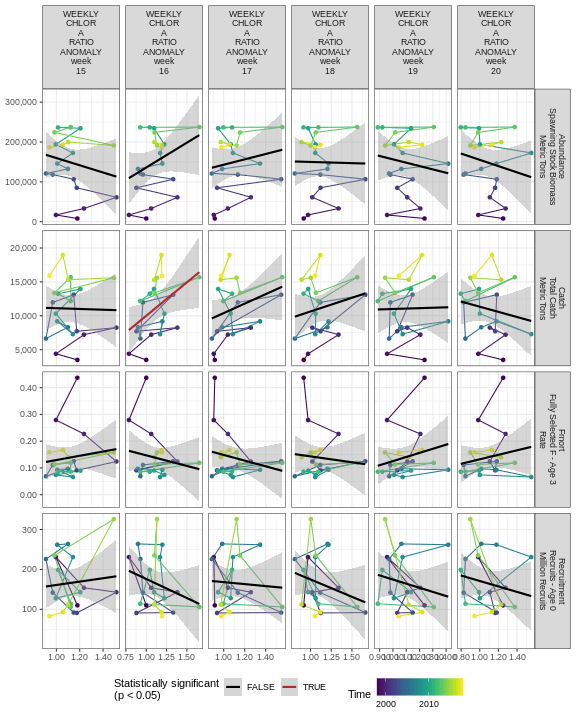 WEEKLY
CHLOR
A
RATIO
ANOMALY
week
15
WEEKLY
CHLOR
A
RATIO
ANOMALY
week
16
WEEKLY
CHLOR
A
RATIO
ANOMALY
week
17
WEEKLY
CHLOR
A
RATIO
ANOMALY
week
18
WEEKLY
CHLOR
A
RATIO
ANOMALY
week
19
WEEKLY
CHLOR
A
RATIO
ANOMALY
week
20
300,000
200,000
100,000
0
Abundance
Spawning Stock Biomass
Metric Tons
20,000
15,000
10,000
5,000
Catch
Total Catch
Metric Tons
0.40
0.30
0.20
0.10
0.00
Fmort
Fully Selected F - Age 3
Rate
300
200
100
Recruitment
Recruits - Age 0
Million Recruits
1.00 1.20 1.40
0.75 1.00 1.25 1.50
1.00 1.20 1.40
1.00 1.25 1.50
0.80 1.00 1.20 1.40
Statistically significant
(p < 0.05)
FALSE
TRUE
Time
2000 2010